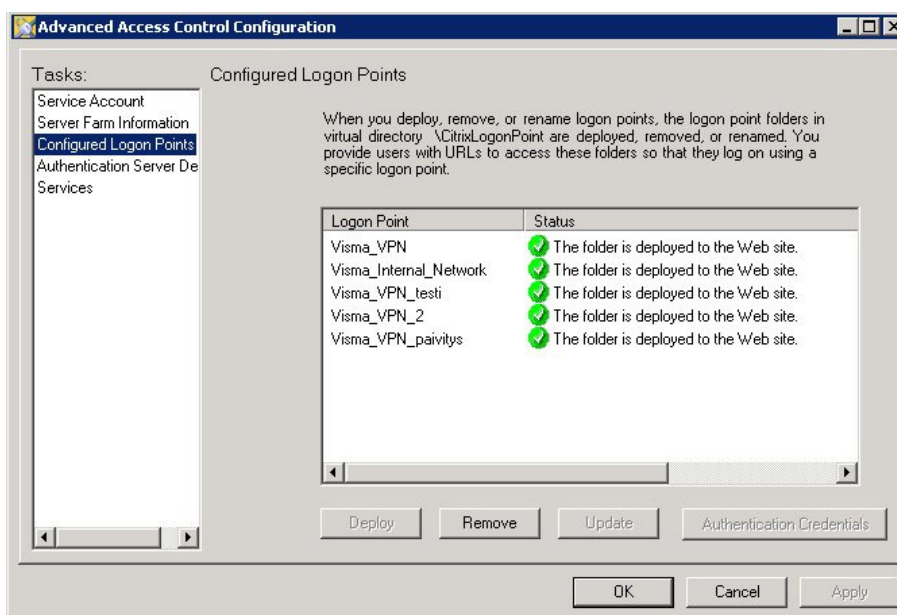 Advanced Access Control Configuration
Tasks:
Service Account
Server Farm Information
Configured Logon Points
Authentication Server De
Services
Configured Logon Points
When you deploy, remove, or rename logon points, the logon point folders in
virtual directory \CitrixLogonPoint are deployed, removed, or renamed. You
provide users with URLs to access these folders so that they log on using a
specific logon point.
Logon Point Status
Visma_VPN The folder is deployed to the Web site.
Visma_Internal_Network The folder is deployed to the Web site.
Visma_VPN_testi The folder is deployed to the Web site.
Visma_VPN_2 The folder is deployed to the Web site.
Visma_VPN_paivitys The folder is deployed to the Web site.
Deploy Remove Update Authentication Credentials
OK Cancel Apply